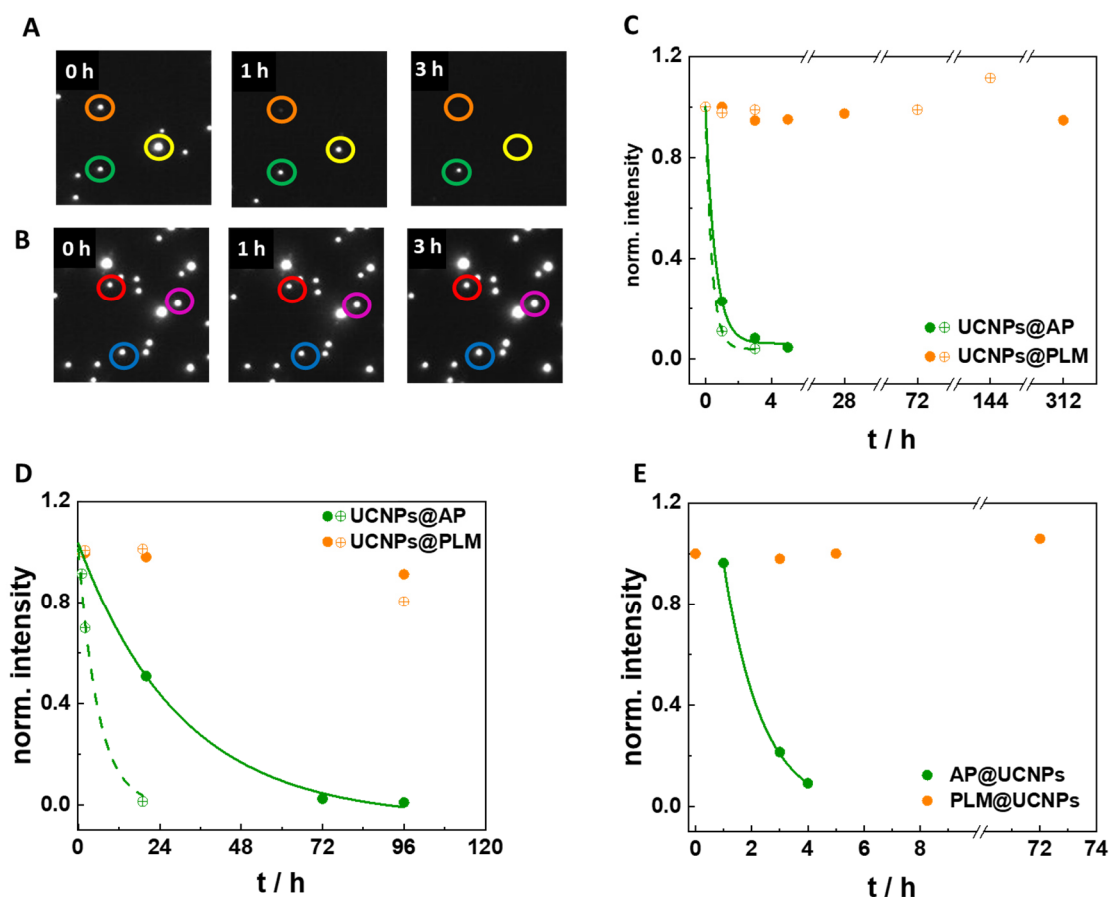 A
0 h
1 h
3 h
B
0 h
1 h
3 h
C
1.2
0.8
0.4
0.0
norm. intensity
UCNPs@AP
UCNPs@PLM
0 4 28 72 144 312
t / h
D
1.2
0.8
0.4
0.0
norm. intensity
UCNPs@AP
UCNPs@PLM
0 24 48 72 96 120
t / h
E
1.2
0.8
0.4
0.0
norm. intensity
AP@UCNPs
PLM@UCNPs
0 2 4 6 8 72 74
t / h